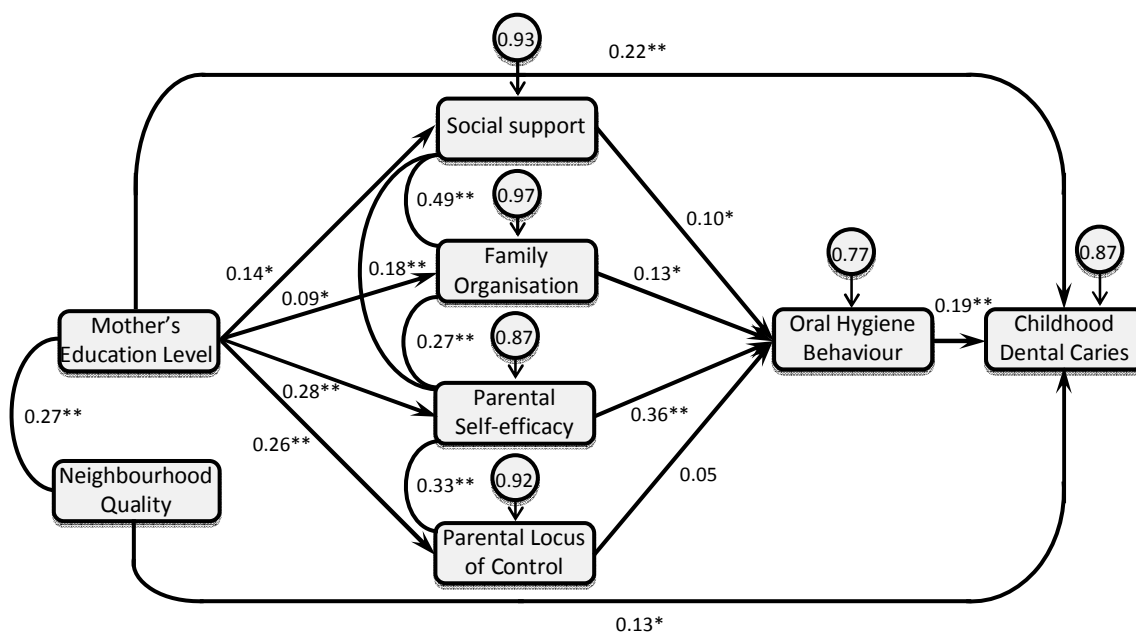 0.93
0.22**
Social support
0.49**
0.97
0.10*
0.14*
0.18**
Family
Organisation
0.13*
0.77
0.87
0.09*
Mother's
Education Level
0.27**
0.87
Oral Hygiene
Behaviour
0.19**
Childhood
Dental Caries
0.28**
Parental
Self-efficacy
0.36**
0.27**
0.26**
Neighbourhood
Quality
0.33**
0.92
0.05
Parental Locus
of Control
0.13*